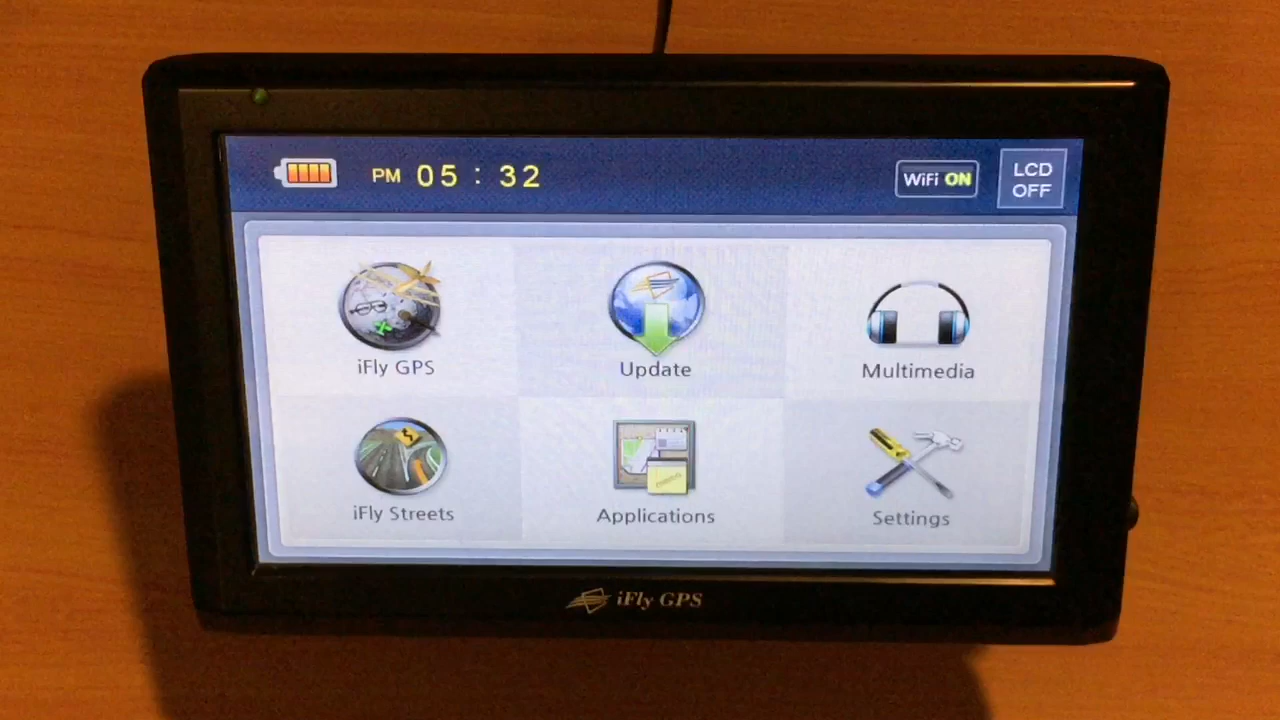 PM 05 : 32
WiFi ON
LCD
OFF
iFly GPS
Update
Multimedia
iFly Streets
Applications
Settings
iFly GPS